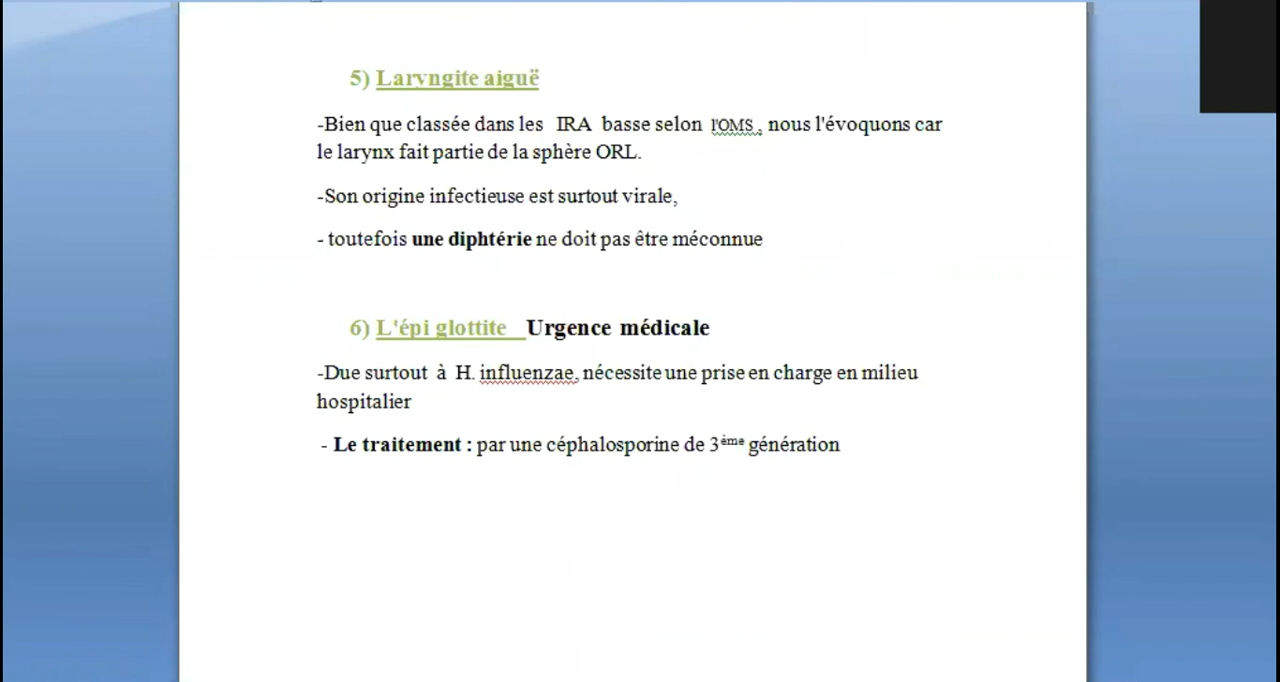 5) Laryngite aiguë
-Bien que classée dans les IRA basse selon l'OMS , nous l'évoquons car
le larynx fait partie de la sphère ORL.
-Son origine infectieuse est surtout virale,
- toutefois une diphtérie ne doit pas être méconnue
6) L'épi glottite Urgence médicale
-Due surtout à H. influenzae, nécessite une prise en charge en milieu
hospitalier
- Le traitement : par une céphalosporine de 3ème génération